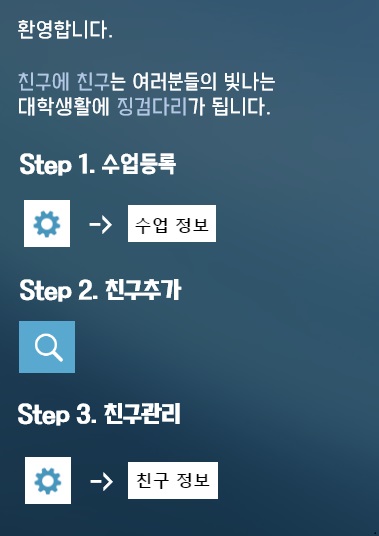 환영합니다.
친구에 친구는 여러분들의 빛나는
대학생활에 징검다리가 됩니다.
Step 1. 수업등록
-> 수업 정보
Step 2. 친구추가
Step 3. 친구관리
-> 친구 정보